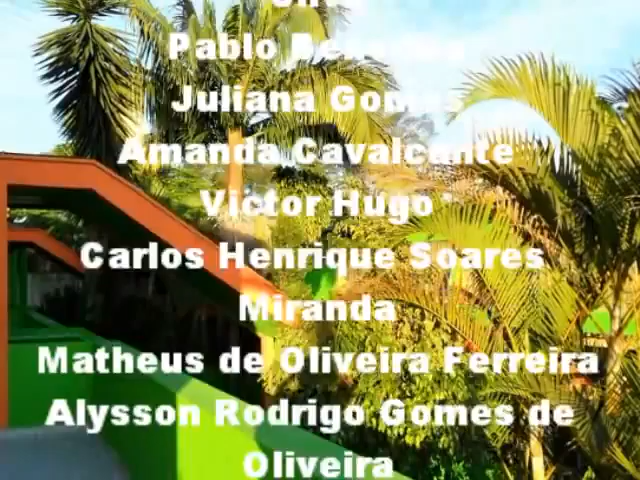 Pablo
Juliana Gomes
Amanda Cavalcante
Victor Hugo
Carlos Henrique Soares
Miranda
Matheus de Oliveira Ferreira
Alysson Rodrigo Gomes de
Oliveira